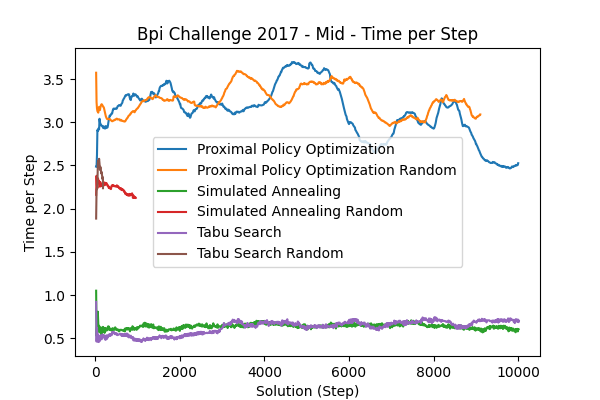 Bpi Challenge 2017 - Mid - Time per Step
Time per Step
3.5
3.0
2.5
2.0
1.5
1.0
0.5
Proximal Policy Optimization
Proximal Policy Optimization Random
Simulated Annealing
Simulated Annealing Random
Tabu Search
Tabu Search Random
0 2000 4000 6000 8000 10000
Solution (Step)